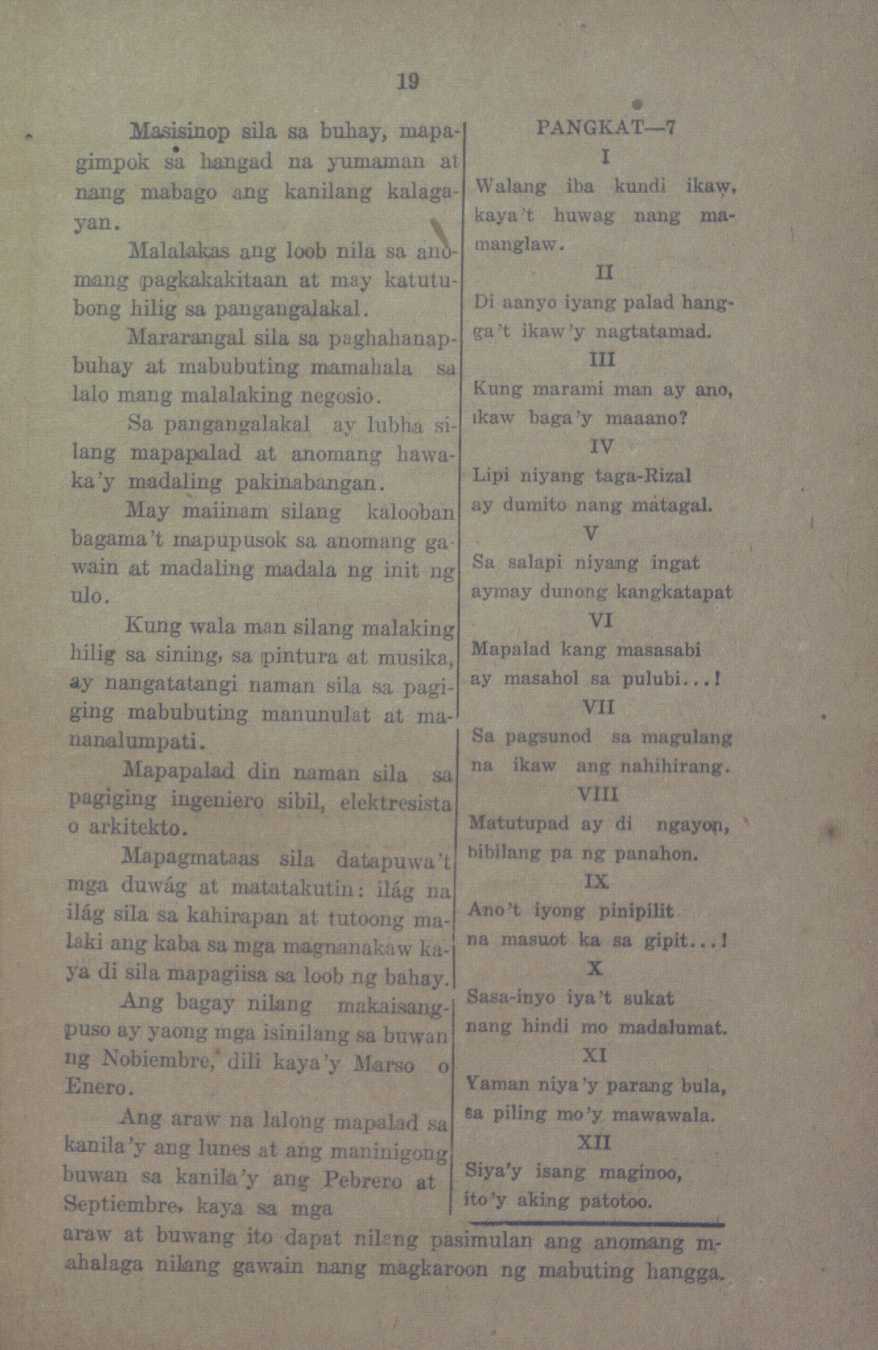 19
Masisinop sila sa buhay, mapa-
gimpok sa hangad na yumaman at
nang mabago ang kanilang kalaga-
yan.
Malalakas ang loob nila sa ano-
mang pagkakakitaan at may katutu-
bong hilig sa pangangalakal.
Mararangal sila sa paghahanap-
buhay at mabubuting mamahala sa
lalo mang malalaking negosio.
Sa pangangalakal ay lubha si-
lang mapapalad at anomang hawa-
ka'y madaling pakinabangan.
May maiinam silang kalooban
bagama't mapupusok sa anomang ga-
wain at madaling madala ng init ng
ulo.
Kung wala man silang malaking
hilig sa sining, sa pintura at musika,
ay nangatatangi naman sila sa pagi-
ging mabubuting manunulat at ma-
nanalumpati.
Mapapalad din naman sila sa
pagiging ingeniero sibil, elektresista
o arkitekto.
Mapagmataas sila datapuwa't
mga duwág at matatakutin: ilág na
ilág sila sa kahirapan at tutoong ma-
laki ang kaba sa mga magnanakaw ka-
ya di sila mapagiisa sa loob ng bahay.
Ang bagay nilang makaisang-
puso ay yaong mga isinilang sa buwan
ng Nobiembre, dili kaya'y Marso o
Enero.
Ang araw na lalong mapalad sa
kanila'y ang lunes at ang maninigong
buwan sa kanila'y ang Pebrero at
Septiembre, kaya sa mga
araw at buwang ito dapat nilang pasimulan ang anomang m-
ahalaga nilang gawain nang magkaroon ng mabuting hangga.
PANGKAT—7
I
Walang iba kundi ikaw,
kaya't huwag nang ma-
manglaw.
II
Di aanyo iyang palad hang-
ga't ikaw'y nagtatamad.
III
Kung marami man ay ano,
ikaw baga'y maaano?
IV
Lipi niyang taga-Rizal
ay dumito nang matagal.
V
Sa salapi niyang ingat
aymay dunong kangkatapat
VI
Mapalad kang masasabi
ay masahol sa pulubi...!
VII
Sa pagsunod sa magulang
na ikaw ang nahihirang.
VIII
Matutupad ay di ngayon,
bibilang pa ng panahon.
IX
Ano't iyong pinipilit
na masuot ka sa gipit...!
X
Sasa-inyo iya't sukat
nang hindi mo madalumat.
XI
Yaman niya'y parang bula,
sa piling mo'y mawawala.
XII
Siya'y isang maginoo,
ito'y aking patotoo.